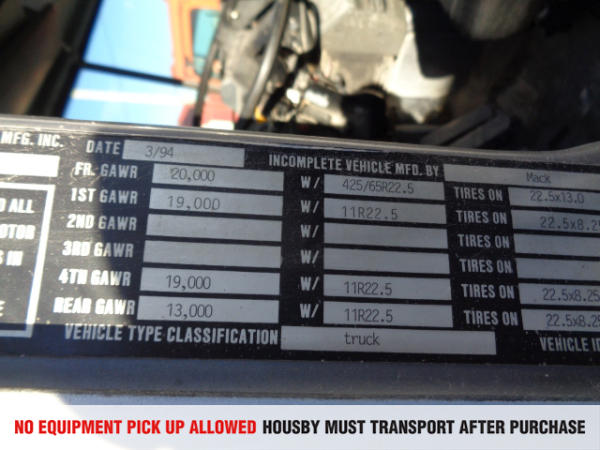 MFG. INC.
DATE 3/94
INCOMPLETE VEHICLE MFD. BY Mack
FR. GAWR 20,000 W/ 425/65R22.5 TIRES ON 22.5x13.0
1ST GAWR 19,000 W/ 11R22.5 TIRES ON 22.5x8.25
2ND GAWR W/ TIRES ON
3RD GAWR W/ TIRES ON
4TH GAWR 19,000 W/ 11R22.5 TIRES ON 22.5x8.25
REAR GAWR 13,000 W/ 11R22.5 TIRES ON 22.5x8.25
VEHICLE TYPE CLASSIFICATION truck VEHICLE
ALL
IN
NO EQUIPMENT PICK UP ALLOWED HOUSBY MUST TRANSPORT AFTER PURCHASE